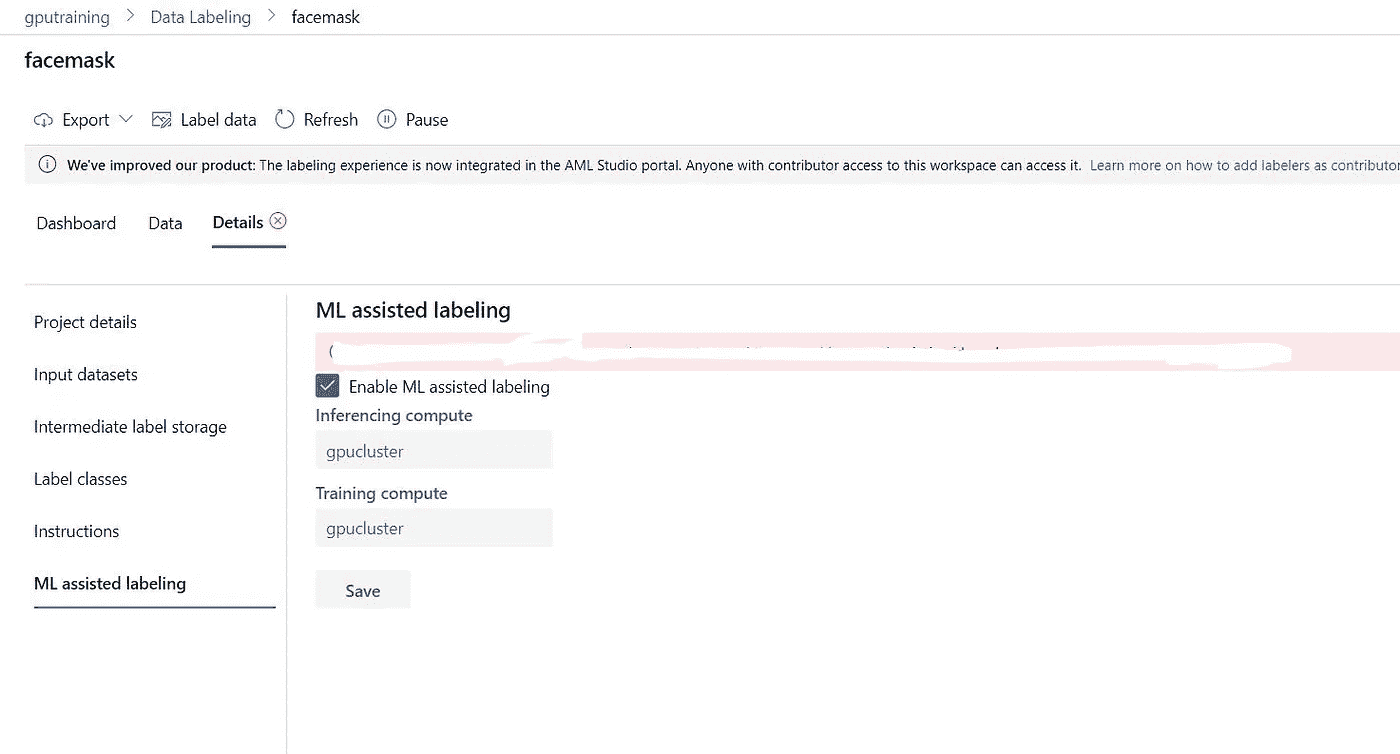 gputraining > Data Labeling > facemask
facemask
Export Label data Refresh Pause
We've improved our product: The labeling experience is now integrated in the AML Studio portal. Anyone with contributor access to this workspace can access it. Learn more on how to add labelers as contributor
Dashboard Data Details
Project details
Input datasets
Intermediate label storage
Label classes
Instructions
ML assisted labeling
ML assisted labeling
Enable ML assisted labeling
Inferencing compute
gpucluster
Training compute
gpucluster
Save